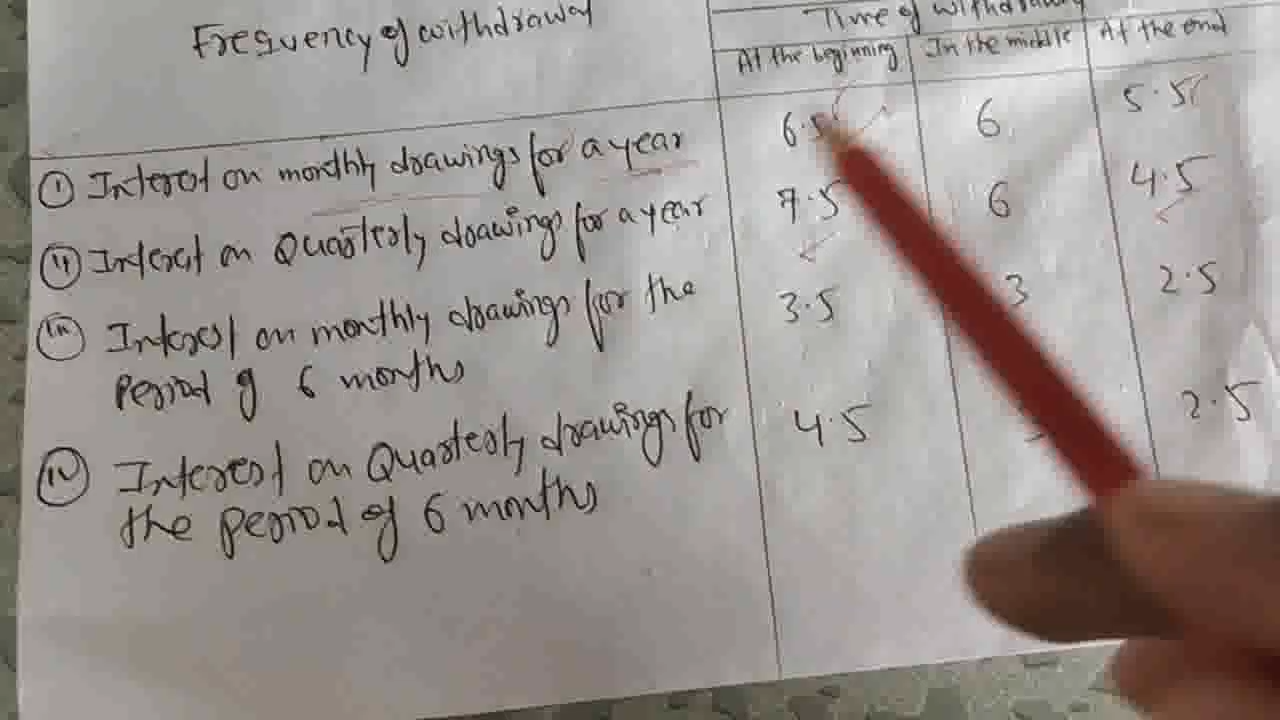 Time of withdrawal
Frequency of withdrawal
At the beginning In the middle At the end
(i) Interest on monthly drawings for a year 6.5 6 5.5
(ii) Interest on Quarterly drawings for a year 7.5 6 4.5
(iii) Interest on monthly drawings for the 3.5 3 2.5
Period of 6 months
(iv) Interest on Quarterly drawings for 4.5 2.5
the period of 6 months